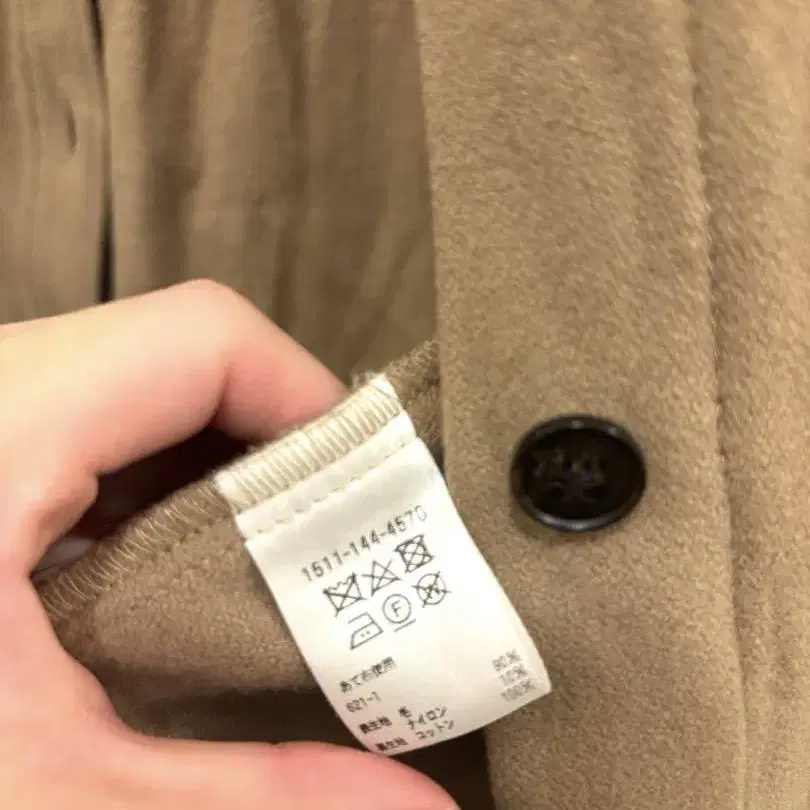 1511-144-4570
F W
あて布使用
621-1
表生地 毛 90%
ナイロン 10%
裏生地 コットン 100%